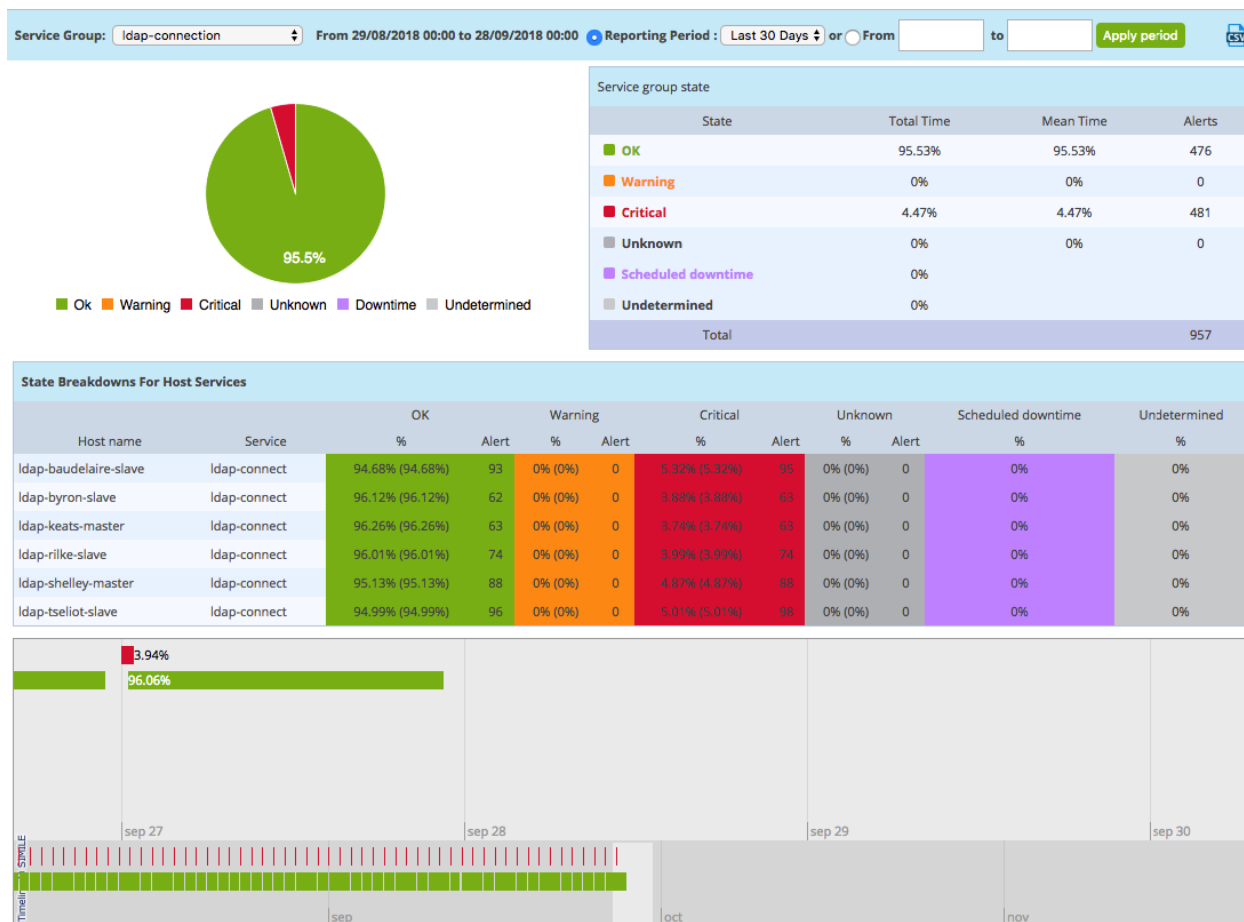 Service Group: ldap-connection From 29/08/2018 00:00 to 28/09/2018 00:00 Reporting Period : Last 30 Days or From to Apply period CSV
Service group state
State Total Time Mean Time Alerts
OK 95.53% 95.53% 476
Warning 0% 0% 0
Critical 4.47% 4.47% 481
Unknown 0% 0% 0
Scheduled downtime 0%
Undetermined 0%
Total 957
95.5%
Ok Warning Critical Unknown Downtime Undetermined
State Breakdowns For Host Services
OK Warning Critical Unknown Scheduled downtime Undetermined
Host name Service % Alert % Alert % Alert % Alert % %
ldap-baudelaire-slave ldap-connect 94.68% (94.68%) 93 0% (0%) 0 5.32% (5.32%) 95 0% (0%) 0 0% 0%
ldap-byron-slave ldap-connect 96.12% (96.12%) 62 0% (0%) 0 3.88% (3.88%) 63 0% (0%) 0 0% 0%
ldap-keats-master ldap-connect 96.26% (96.26%) 63 0% (0%) 0 3.74% (3.74%) 63 0% (0%) 0 0% 0%
ldap-rilke-slave ldap-connect 96.01% (96.01%) 74 0% (0%) 0 3.99% (3.99%) 74 0% (0%) 0 0% 0%
ldap-shelley-master ldap-connect 95.13% (95.13%) 88 0% (0%) 0 4.87% (4.87%) 88 0% (0%) 0 0% 0%
ldap-tseliot-slave ldap-connect 94.99% (94.99%) 96 0% (0%) 0 5.01% (5.01%) 98 0% (0%) 0 0% 0%
3.94%
96.06%
sep 27 sep 28 sep 29 sep 30
SIMILE
sep oct nov